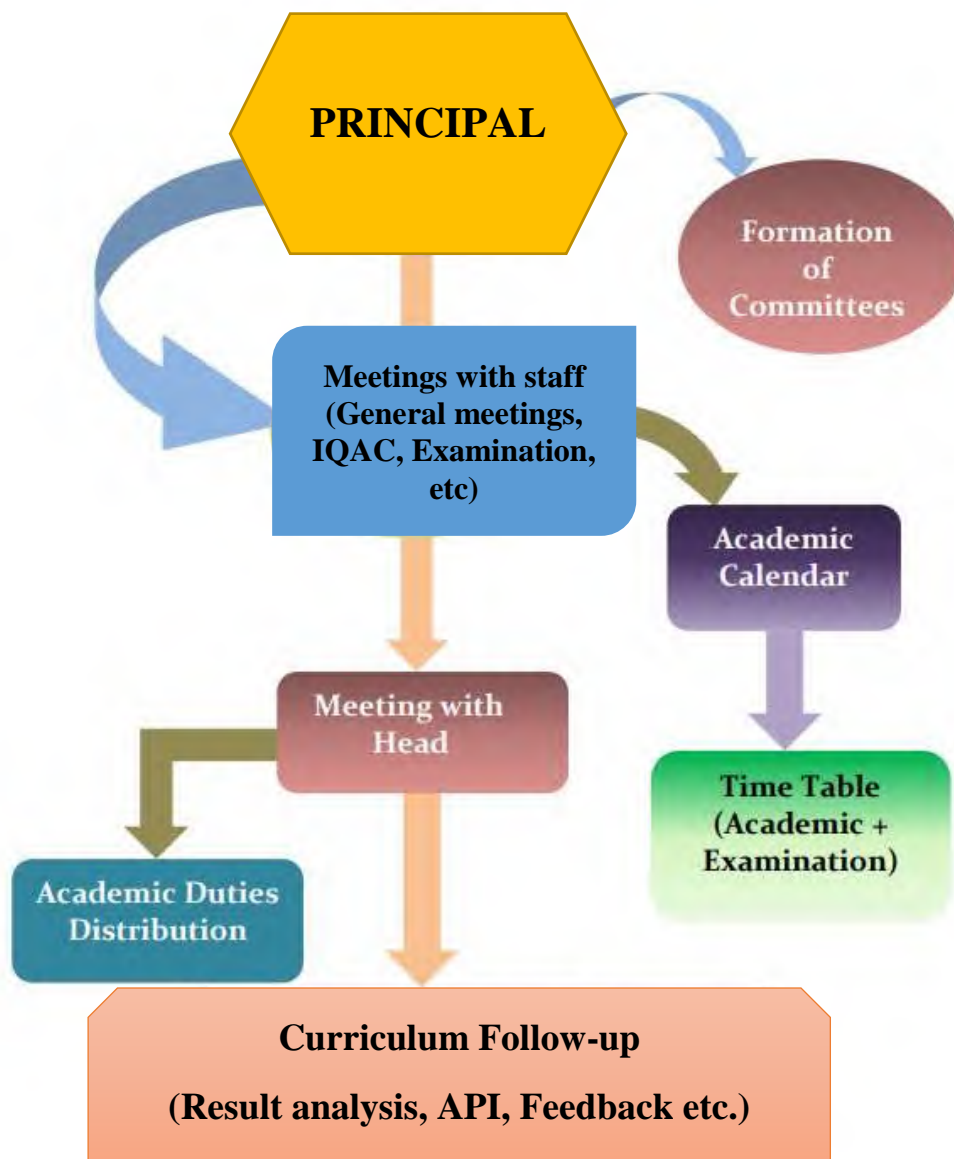 PRINCIPAL
Formation
of
Committees
Meetings with staff
(General meetings,
IQAC, Examination,
etc)
Academic
Calendar
Meeting with
Head
Time Table
(Academic +
Examination)
Academic Duties
Distribution
Curriculum Follow-up
(Result analysis, API, Feedback etc.)